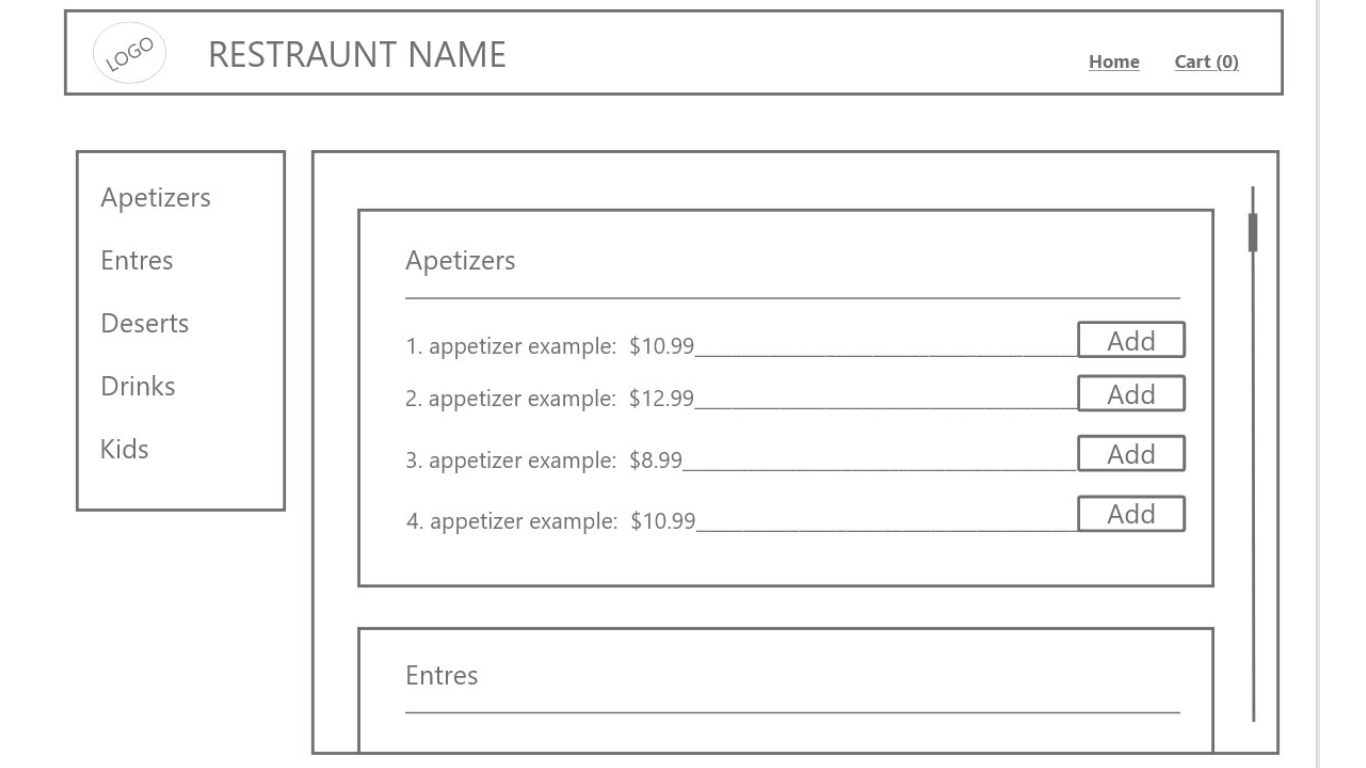 LOGO
RESTRAUNT NAME
Home
Cart (0)
Apetizers
Entres
Deserts
Drinks
Kids
Apetizers
1. appetizer example: $10.99 Add
2. appetizer example: $12.99 Add
3. appetizer example: $8.99 Add
4. appetizer example: $10.99 Add
Entres